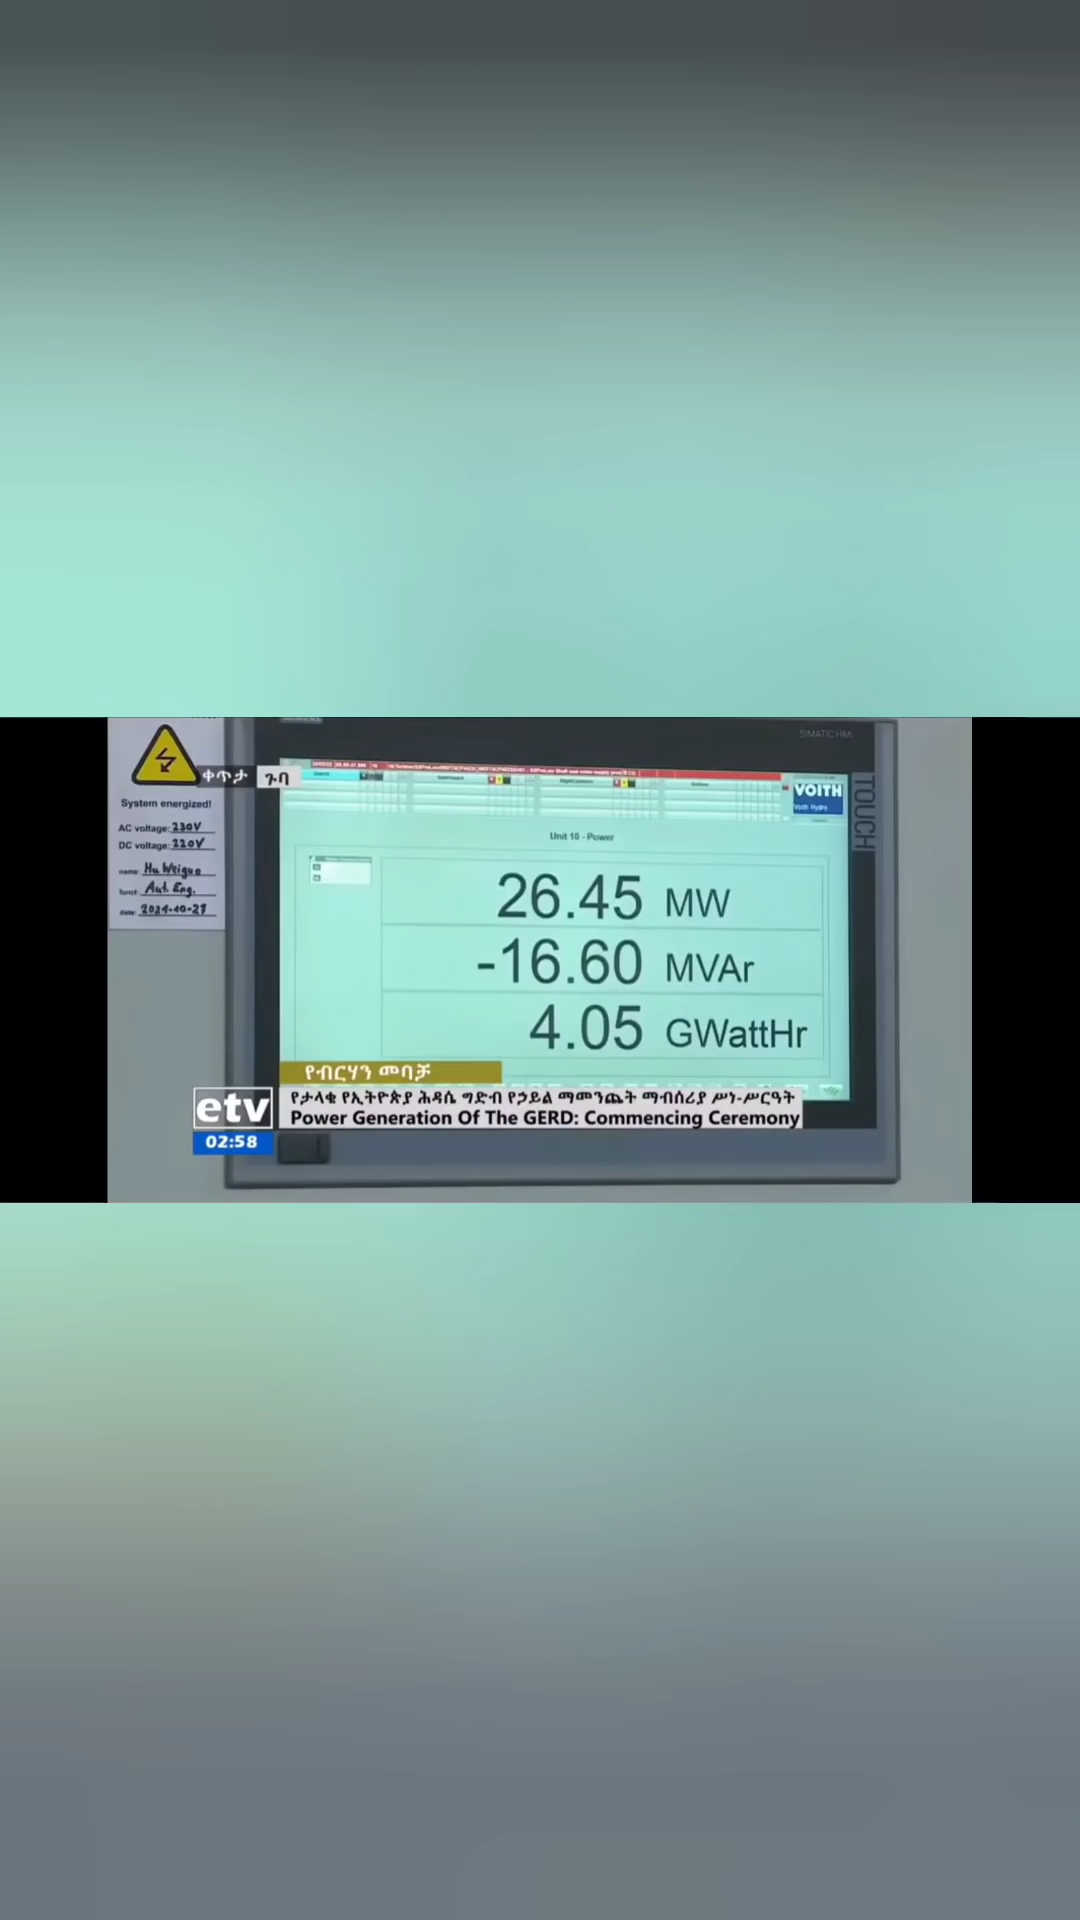 SIMATIC HMI
TOUCH
ቀጥታ ጉባ
System energized!
AC voltage: 230V
DC voltage: 220V
name: Hu Weiguo
funct: Aut. Eng.
date: 2021-10-27
VOITH
Voith Hydro
Unit 10 - Power
26.45 MW
-16.60 MVAr
4.05 GWattHr
የብርሃን መባቻ
etv
02:58
የታላቁ የኢትዮጵያ ሕዳሴ ግድብ የኃይል ማመንጨት ማብሰሪያ ሥነ-ሥርዓት
Power Generation Of The GERD: Commencing Ceremony